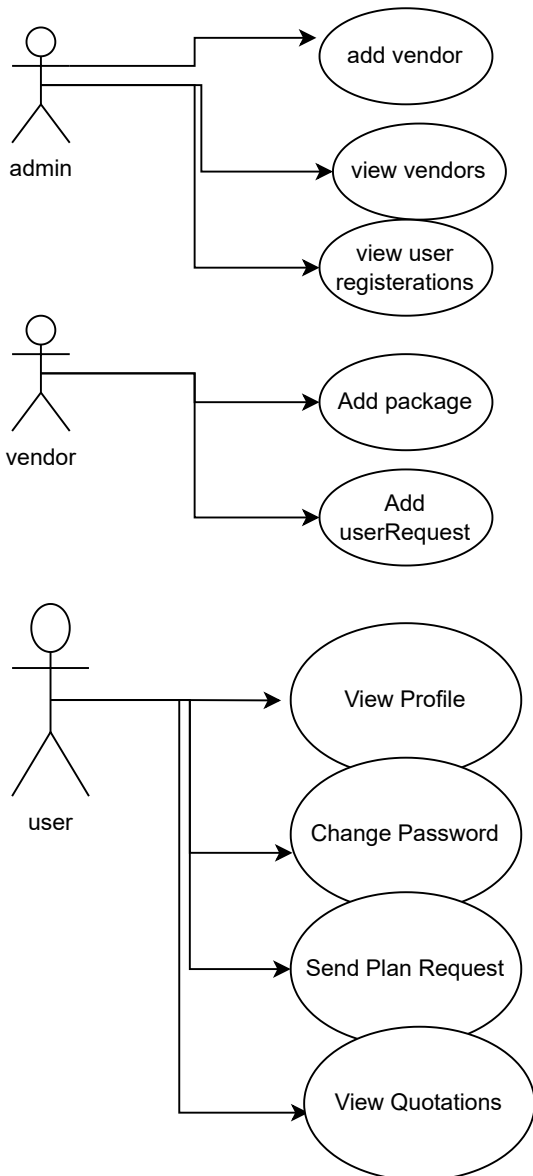 add vendor
admin
view vendors
view user
registerations
vendor
Add package
Add
userRequest
View Profile
user
Change Password
Send Plan Request
View Quotations